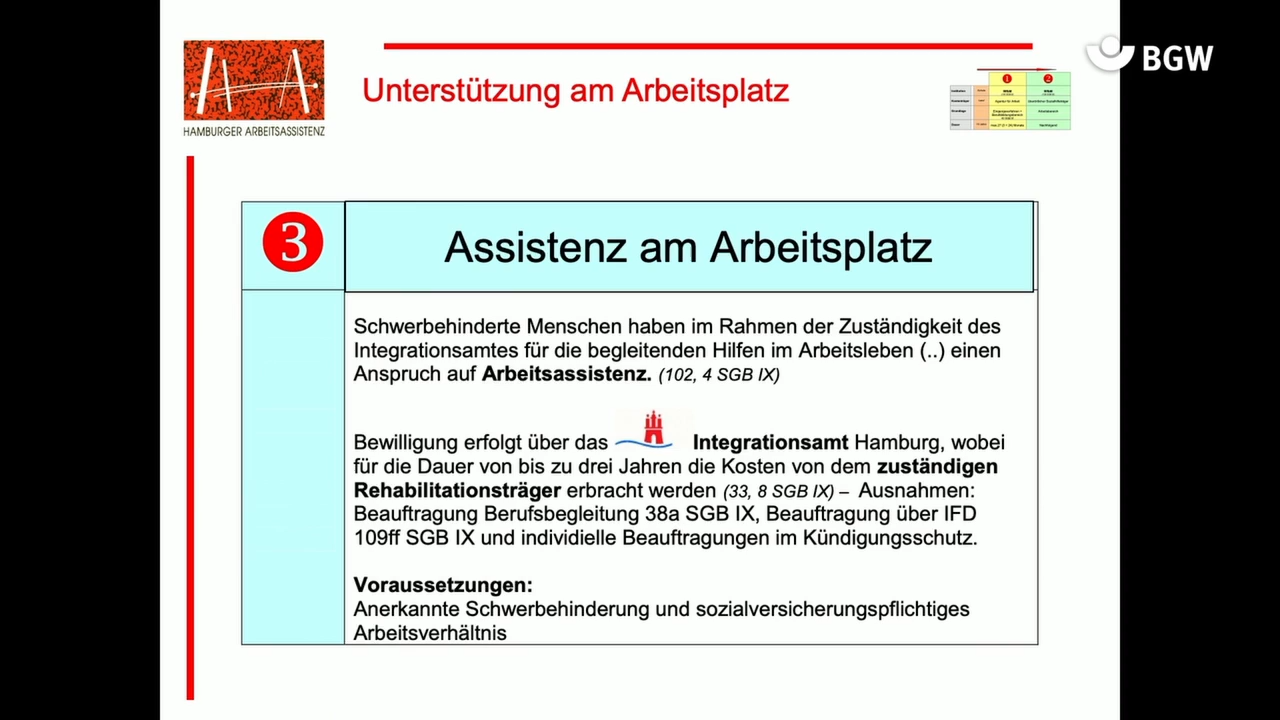 HAMBURGER ARBEITSASSISTENZ
Unterstützung am Arbeitsplatz
BGW
1
2
3
Assistenz am Arbeitsplatz
Schwerbehinderte Menschen haben im Rahmen der Zuständigkeit des
Integrationsamtes für die begleitenden Hilfen im Arbeitsleben (..) einen
Anspruch auf Arbeitsassistenz. (102, 4 SGB IX)
Bewilligung erfolgt über das Integrationsamt Hamburg, wobei
für die Dauer von bis zu drei Jahren die Kosten von dem zuständigen
Rehabilitationsträger erbracht werden (33, 8 SGB IX) – Ausnahmen:
Beauftragung Berufsbegleitung 38a SGB IX, Beauftragung über IFD
109ff SGB IX und individielle Beauftragungen im Kündigungsschutz.
Voraussetzungen:
Anerkannte Schwerbehinderung und sozialversicherungspflichtiges
Arbeitsverhältnis